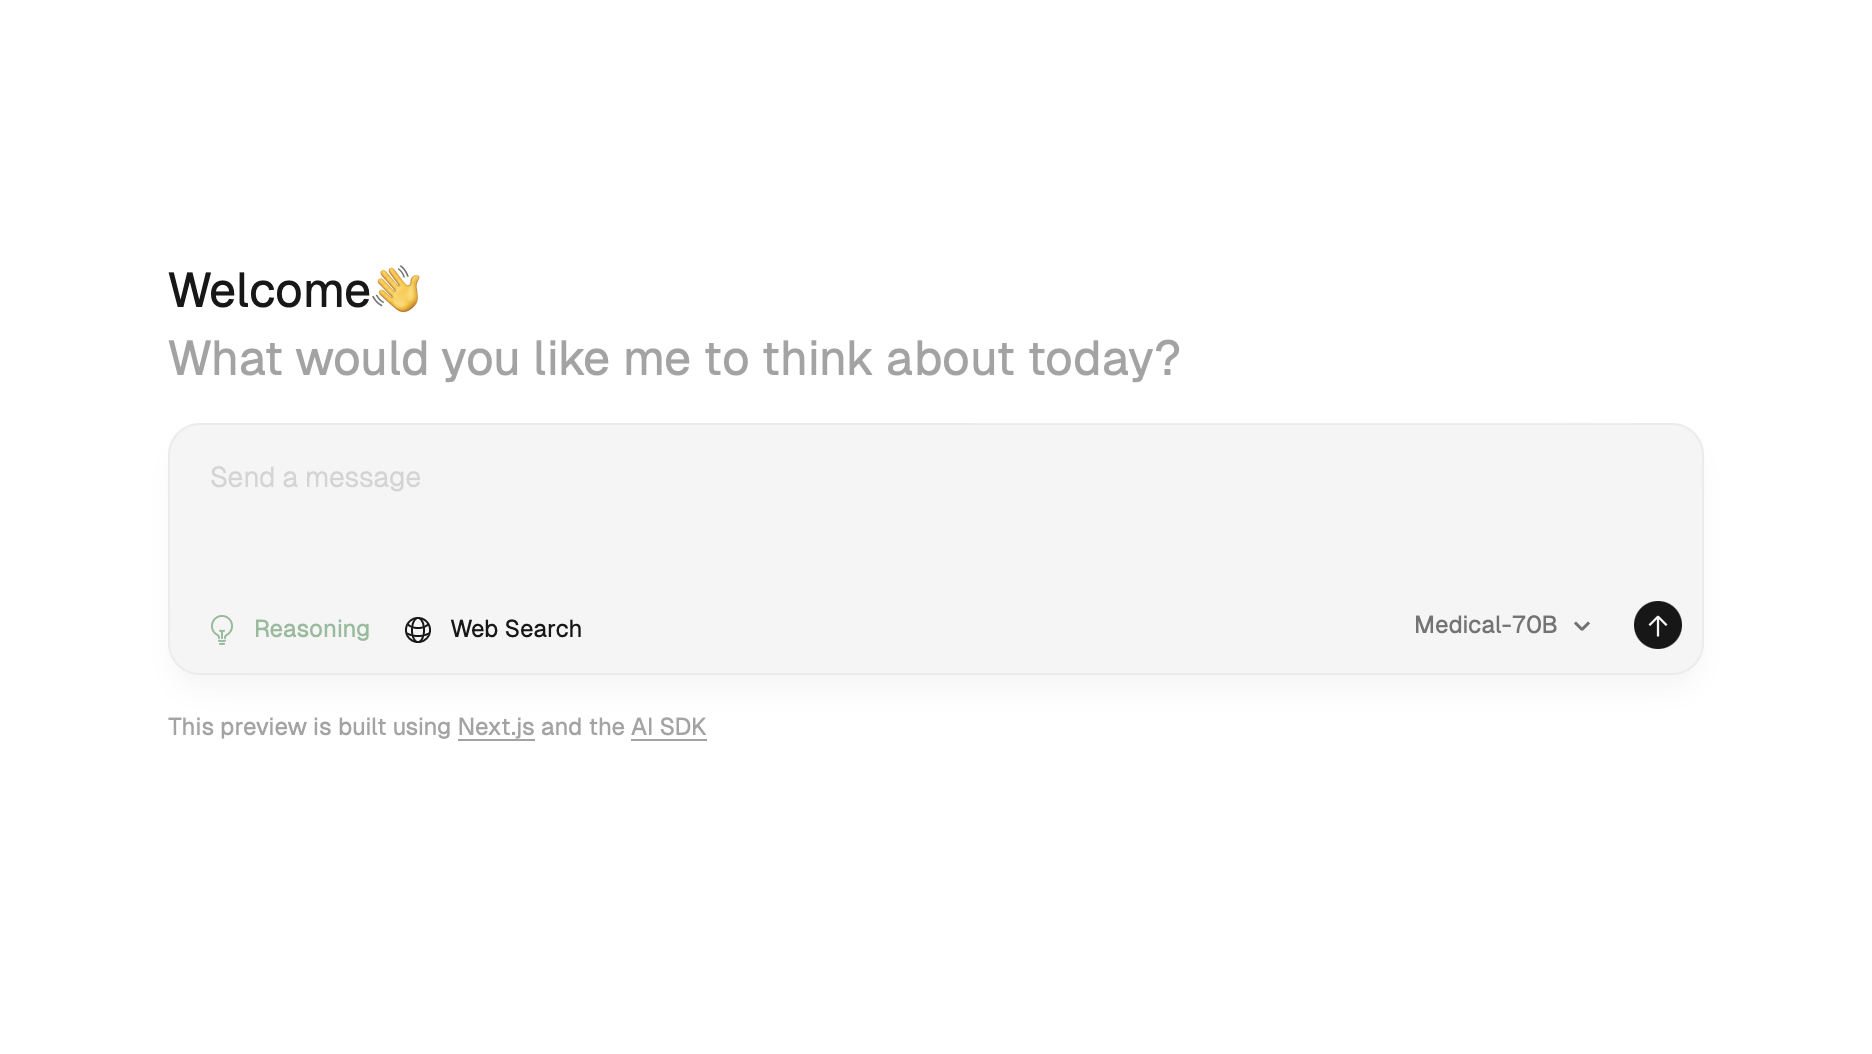 Welcome👋
What would you like me to think about today?
Send a message
Reasoning Web Search Medical-70B
This preview is built using Next.js and the AI SDK